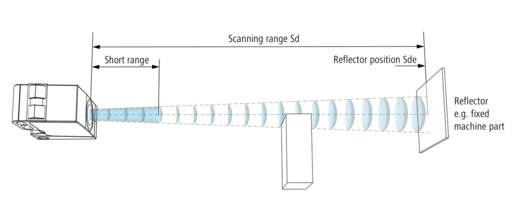 Scanning range Sd
Short range
Reflector position Sde
Reflector
e.g. fixed
machine part